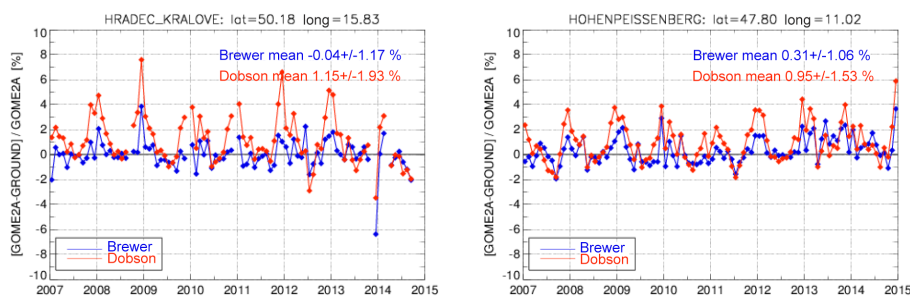 HRADEC_KRALOVE: lat=50.18 long=15.83
[GOME2A-GROUND] / GOME2A [%]
10
8
6
4
2
0
-2
-4
-6
-8
-10
Brewer mean -0.04+/-1.17 %
Dobson mean 1.15+/-1.93 %
Brewer
Dobson
2007 2008 2009 2010 2011 2012 2013 2014 2015
HOHENPEISSENBERG: lat=47.80 long=11.02
[GOME2A-GROUND] / GOME2A [%]
10
8
6
4
2
0
-2
-4
-6
-8
-10
Brewer mean 0.31+/-1.06 %
Dobson mean 0.95+/-1.53 %
Brewer
Dobson
2007 2008 2009 2010 2011 2012 2013 2014 2015